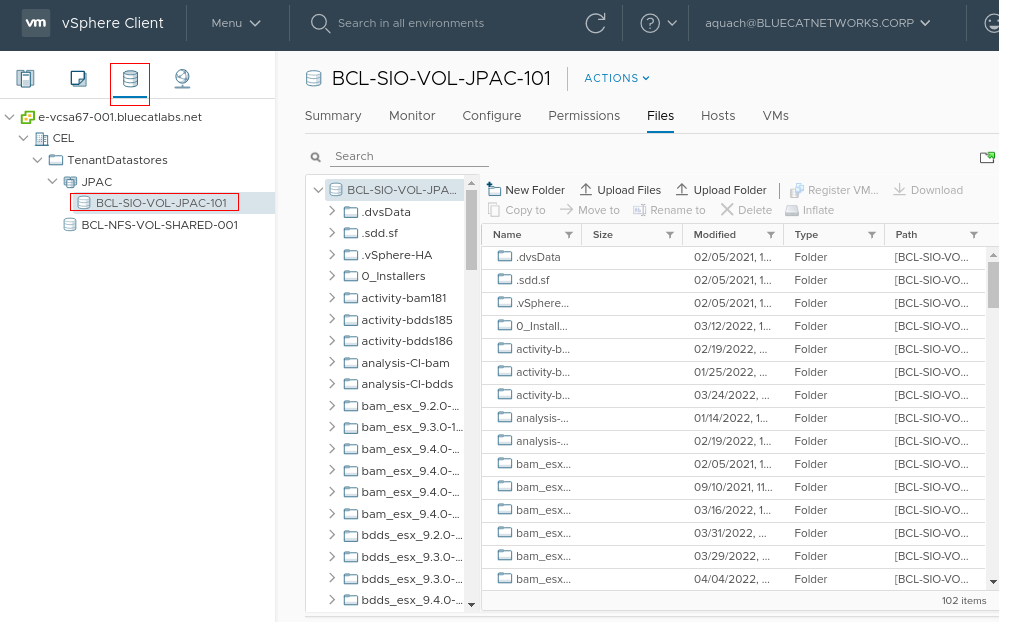 vm vSphere Client Menu Search in all environments aquach@BLUECATNETWORKS.CORP
BCL-SIO-VOL-JPAC-101 ACTIONS
Summary Monitor Configure Permissions Files Hosts VMs
e-vcsa67-001.bluecatlabs.net
CEL
TenantDatastores
JPAC
BCL-SIO-VOL-JPAC-101
BCL-NFS-VOL-SHARED-001
Search
BCL-SIO-VOL-JPA...
.dvsData
.sdd.sf
.vSphere-HA
0_Installers
activity-bam181
activity-bdds185
activity-bdds186
analysis-CI-bam
analysis-CI-bdds
bam_esx_9.2.0-...
bam_esx_9.3.0-1...
bam_esx_9.4.0-...
bam_esx_9.4.0-...
bam_esx_9.4.0-...
bam_esx_9.4.0-...
bdds_esx_9.2.0-...
bdds_esx_9.3.0-...
bdds_esx_9.3.0-...
bdds_esx_9.4.0-...
New Folder Upload Files Upload Folder Register VM... Download
Copy to Move to Rename to Delete Inflate
Name Size Modified Type Path
.dvsData 02/05/2021, 1... Folder [BCL-SIO-VO...
.sdd.sf 02/05/2021, 1... Folder [BCL-SIO-VO...
.vSphere... 02/05/2021, 1... Folder [BCL-SIO-VO...
0_Install... 03/12/2022, 1... Folder [BCL-SIO-VO...
activity-b... 02/19/2022, ... Folder [BCL-SIO-VO...
activity-b... 01/25/2022, ... Folder [BCL-SIO-VO...
activity-b... 03/24/2022, ... Folder [BCL-SIO-VO...
analysis-... 01/14/2022, 1... Folder [BCL-SIO-VO...
analysis-... 02/19/2022, ... Folder [BCL-SIO-VO...
bam_esx... 02/05/2021, 1... Folder [BCL-SIO-VO...
bam_esx... 09/10/2021, 11... Folder [BCL-SIO-VO...
bam_esx... 03/16/2022, 1... Folder [BCL-SIO-VO...
bam_esx... 03/31/2022, ... Folder [BCL-SIO-VO...
bam_esx... 03/29/2022, ... Folder [BCL-SIO-VO...
bam_esx... 04/04/2022, ... Folder [BCL-SIO-VO...
102 items